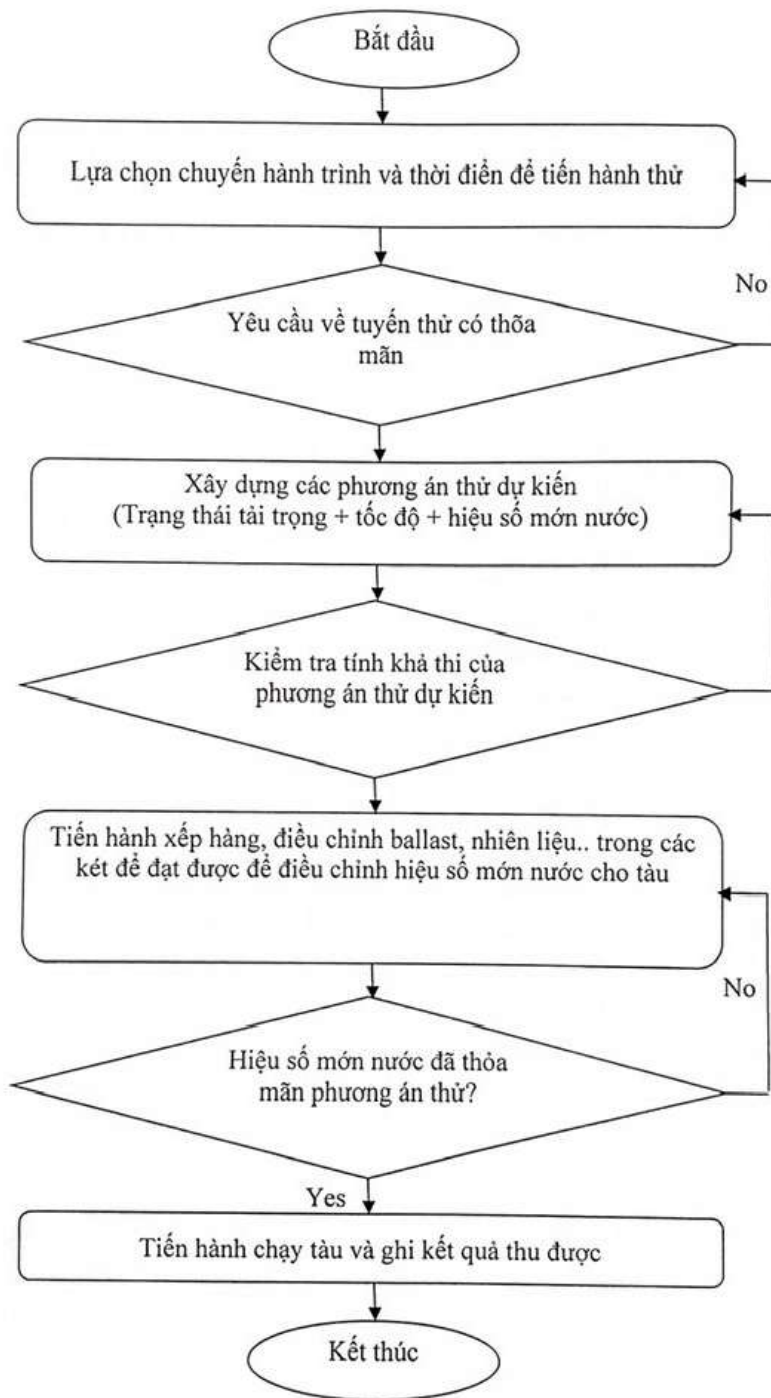 Bắt đầu
Lựa chọn chuyến hành trình và thời điển để tiến hành thử
No
Yêu cầu về tuyến thử có thõa
mãn
Xây dựng các phương án thử dự kiến
(Trạng thái tải trọng + tốc độ + hiệu số mớn nước)
Kiểm tra tính khả thi của
phương án thử dự kiến
Tiến hành xếp hàng, điều chỉnh ballast, nhiên liệu.. trong các
két để đạt được để điều chỉnh hiệu số mớn nước cho tàu
No
Hiệu số mớn nước đã thỏa
mãn phương án thử?
Yes
Tiến hành chạy tàu và ghi kết quả thu được
Kết thúc